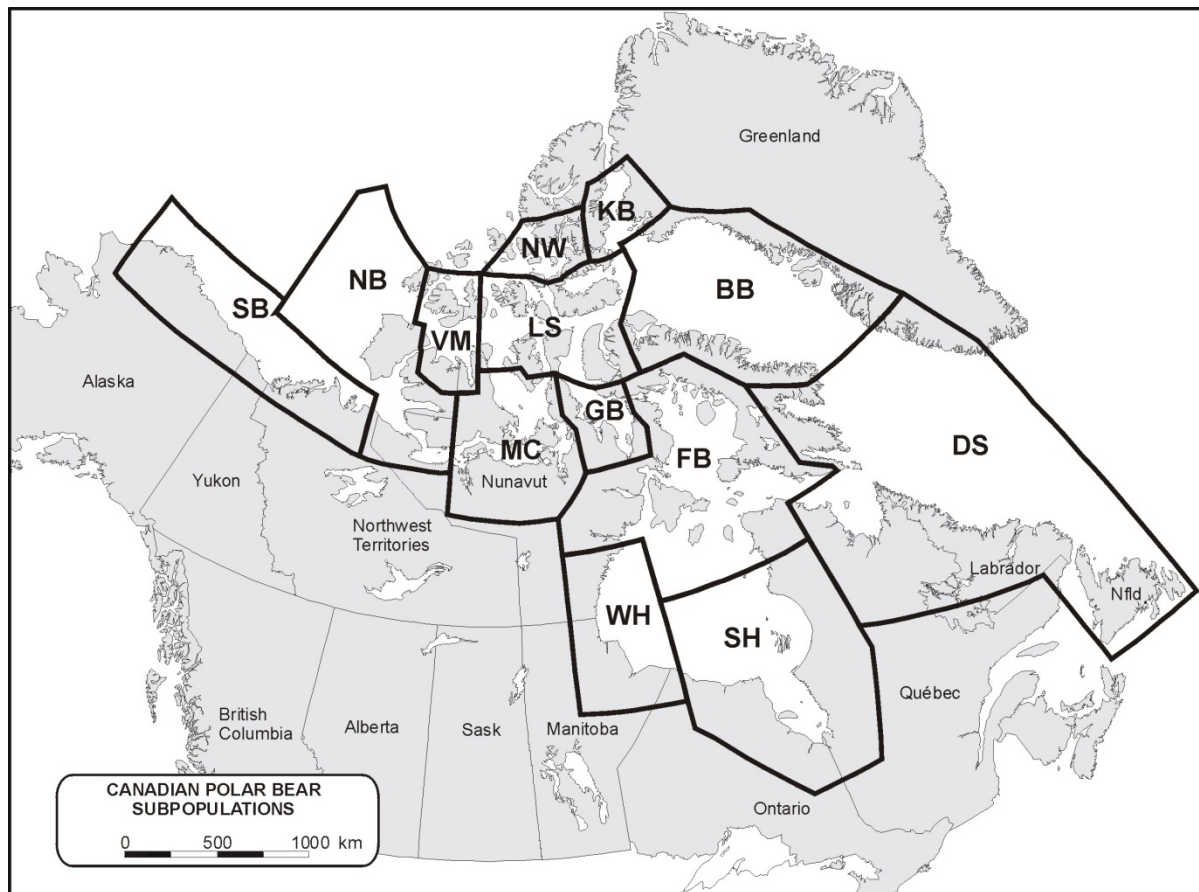 Greenland
KB
NW
NB
BB
SB
LS
VM
Alaska
GB
MC
FB
DS
Nunavut
Yukon
Northwest
Territories
Labrador
Nfld.
WH
SH
Québec
British
Columbia
Alberta
Sask
Manitoba
Ontario
CANADIAN POLAR BEAR
SUBPOPULATIONS
0 500 1000 km